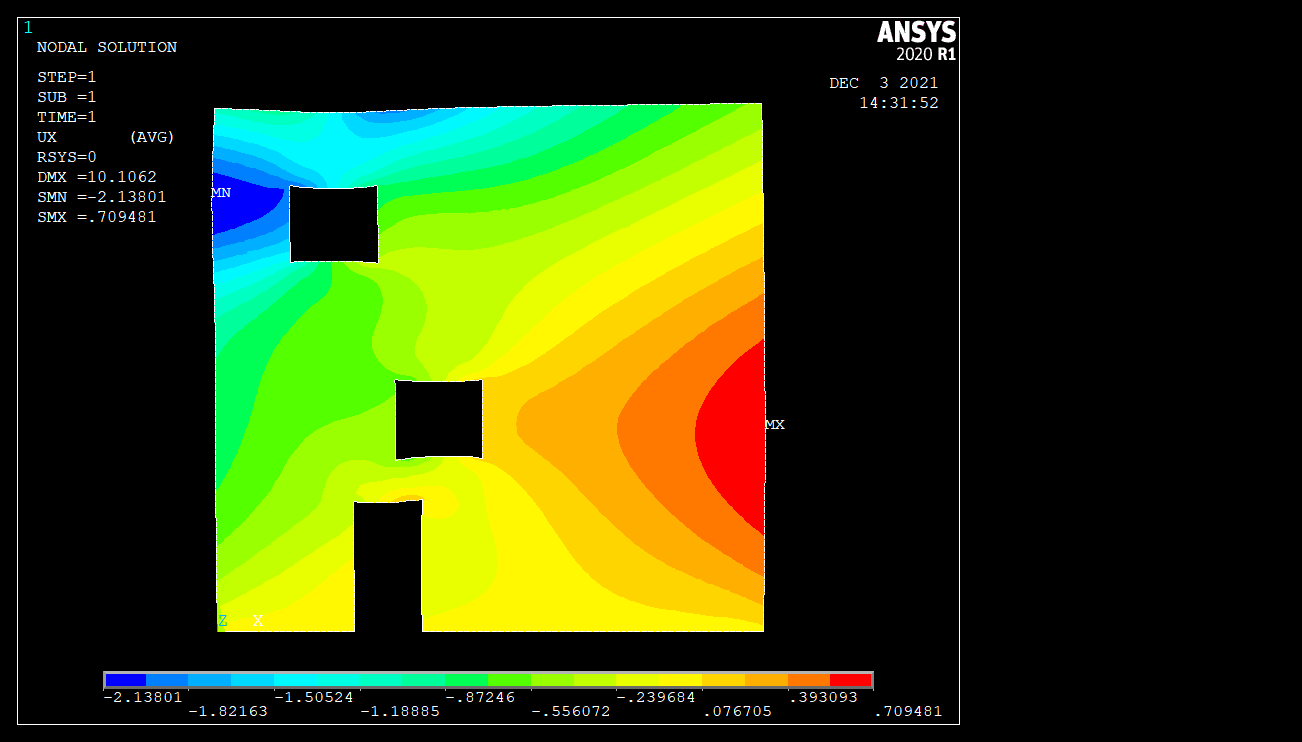 1
ANSYS
2020 R1
NODAL SOLUTION
STEP=1
SUB =1
TIME=1
UX (AVG)
RSYS=0
DMX =10.1062
SMN =-2.13801
SMX =.709481
DEC 3 2021
14:31:52
MN
MX
Z X
-2.13801 -1.50524 -.87246 -.239684 .393093
-1.82163 -1.18885 -.556072 .076705 .709481